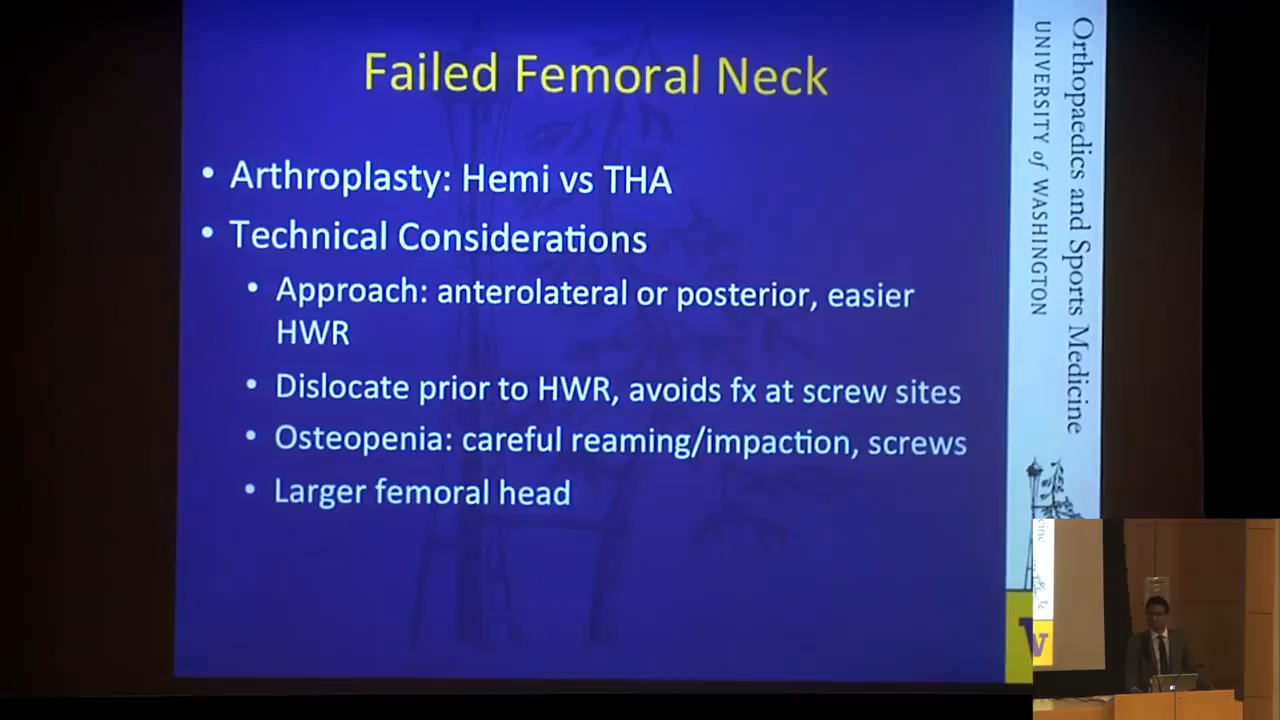 Failed Femoral Neck
• Arthroplasty: Hemi vs THA
• Technical Considerations
• Approach: anterolateral or posterior, easier
HWR
• Dislocate prior to HWR, avoids fx at screw sites
• Osteopenia: careful reaming/impaction, screws
• Larger femoral head
Orthopaedics and Sports Medicine
UNIVERSITY of WASHINGTON
W
cine